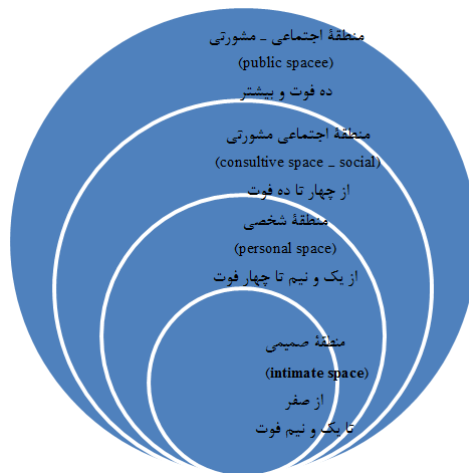 منطقهٔ اجتماعی _ مشورتی
(public spacee)
ده فوت و بیشتر
منطقهٔ اجتماعی مشورتی
(consultive space _ social)
از چهار تا ده فوت
منطقهٔ شخصی
(personal space)
از یک و نیم تا چهار فوت
منطقهٔ صمیمی
(intimate space)
از صفر
تا یک و نیم فوت